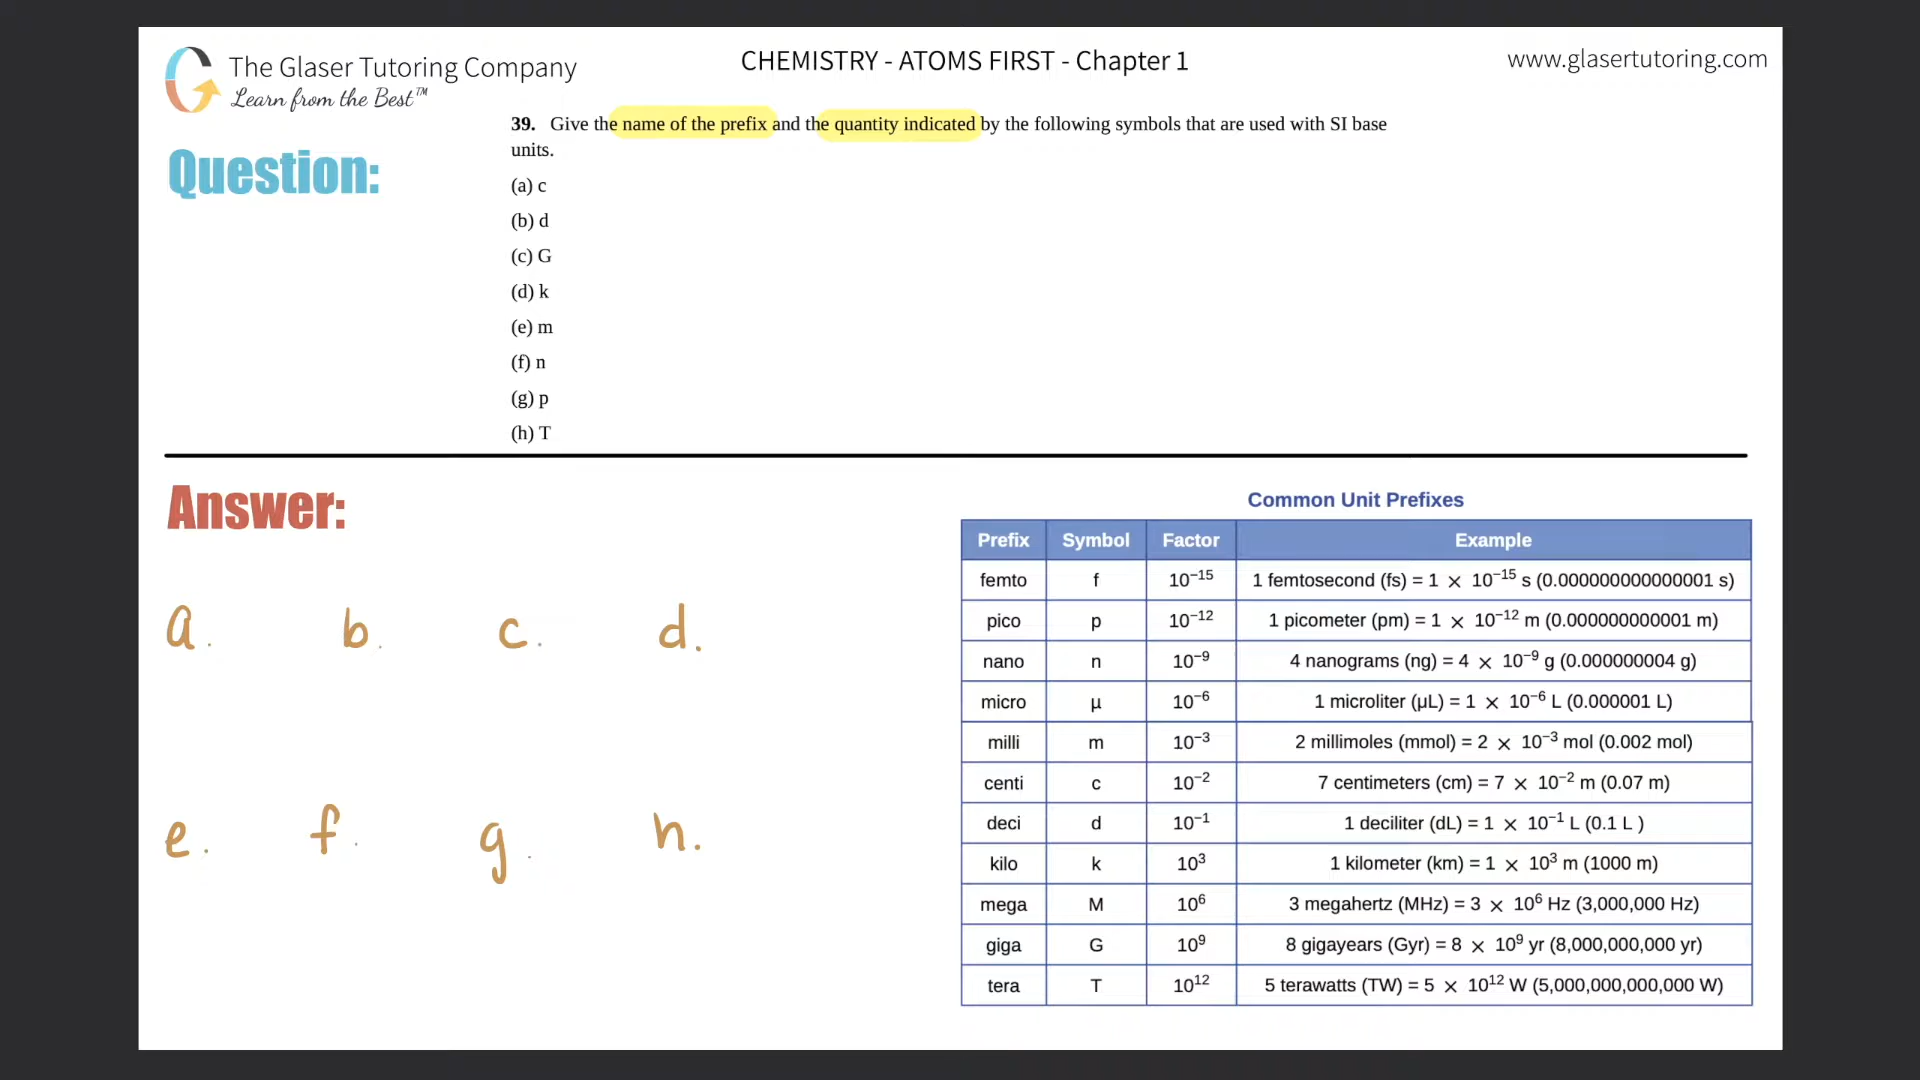 The Glaser Tutoring Company
Learn from the Best™
CHEMISTRY - ATOMS FIRST - Chapter 1
www.glasertutoring.com
Question:
39. Give the name of the prefix and the quantity indicated by the following symbols that are used with SI base
units.
(a) c
(b) d
(c) G
(d) k
(e) m
(f) n
(g) p
(h) T
Answer:
a. b. c. d.
e. f. g. h.
Common Unit Prefixes
Prefix Symbol Factor Example
femto f 10⁻¹⁵ 1 femtosecond (fs) = 1 × 10⁻¹⁵ s (0.000000000000001 s)
pico p 10⁻¹² 1 picometer (pm) = 1 × 10⁻¹² m (0.000000000001 m)
nano n 10⁻⁹ 4 nanograms (ng) = 4 × 10⁻⁹ g (0.000000004 g)
micro µ 10⁻⁶ 1 microliter (µL) = 1 × 10⁻⁶ L (0.000001 L)
milli m 10⁻³ 2 millimoles (mmol) = 2 × 10⁻³ mol (0.002 mol)
centi c 10⁻² 7 centimeters (cm) = 7 × 10⁻² m (0.07 m)
deci d 10⁻¹ 1 deciliter (dL) = 1 × 10⁻¹ L (0.1 L )
kilo k 10³ 1 kilometer (km) = 1 × 10³ m (1000 m)
mega M 10⁶ 3 megahertz (MHz) = 3 × 10⁶ Hz (3,000,000 Hz)
giga G 10⁹ 8 gigayears (Gyr) = 8 × 10⁹ yr (8,000,000,000 yr)
tera T 10¹² 5 terawatts (TW) = 5 × 10¹² W (5,000,000,000,000 W)